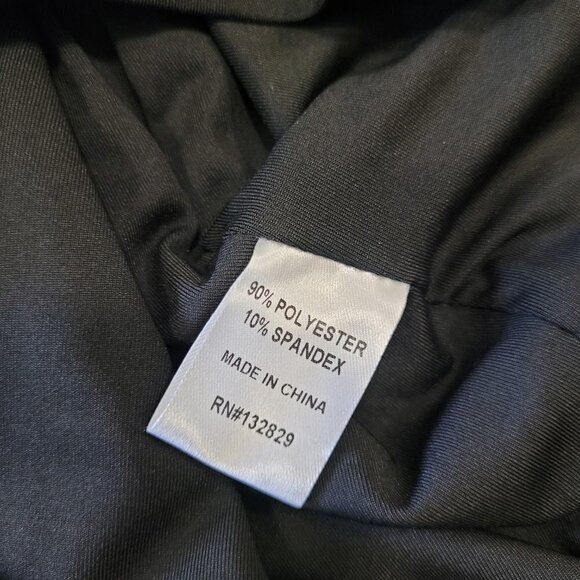 90% POLYESTER
10% SPANDEX
MADE IN CHINA
RN#132829